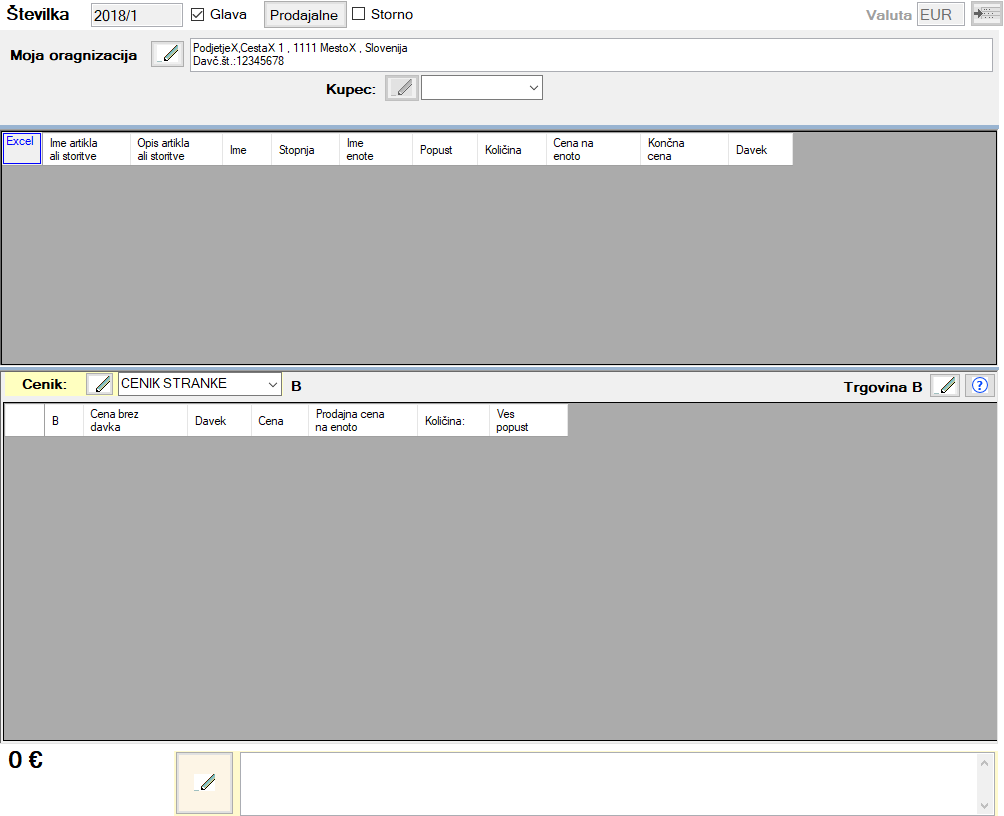 Številka 2018/1 Glava Prodajalne Storno Valuta EUR
Moja oragnizacija PodjetjeX,CestaX 1 , 1111 MestoX , Slovenija
Davč.št.:12345678
Kupec:
Excel Ime artikla ali storitve Opis artikla ali storitve Ime Stopnja Ime enote Popust Količina Cena na enoto Končna cena Davek
Cenik: CENIK STRANKE B Trgovina B ?
B Cena brez davka Davek Cena Prodajna cena na enoto Količina: Ves popust
0 €